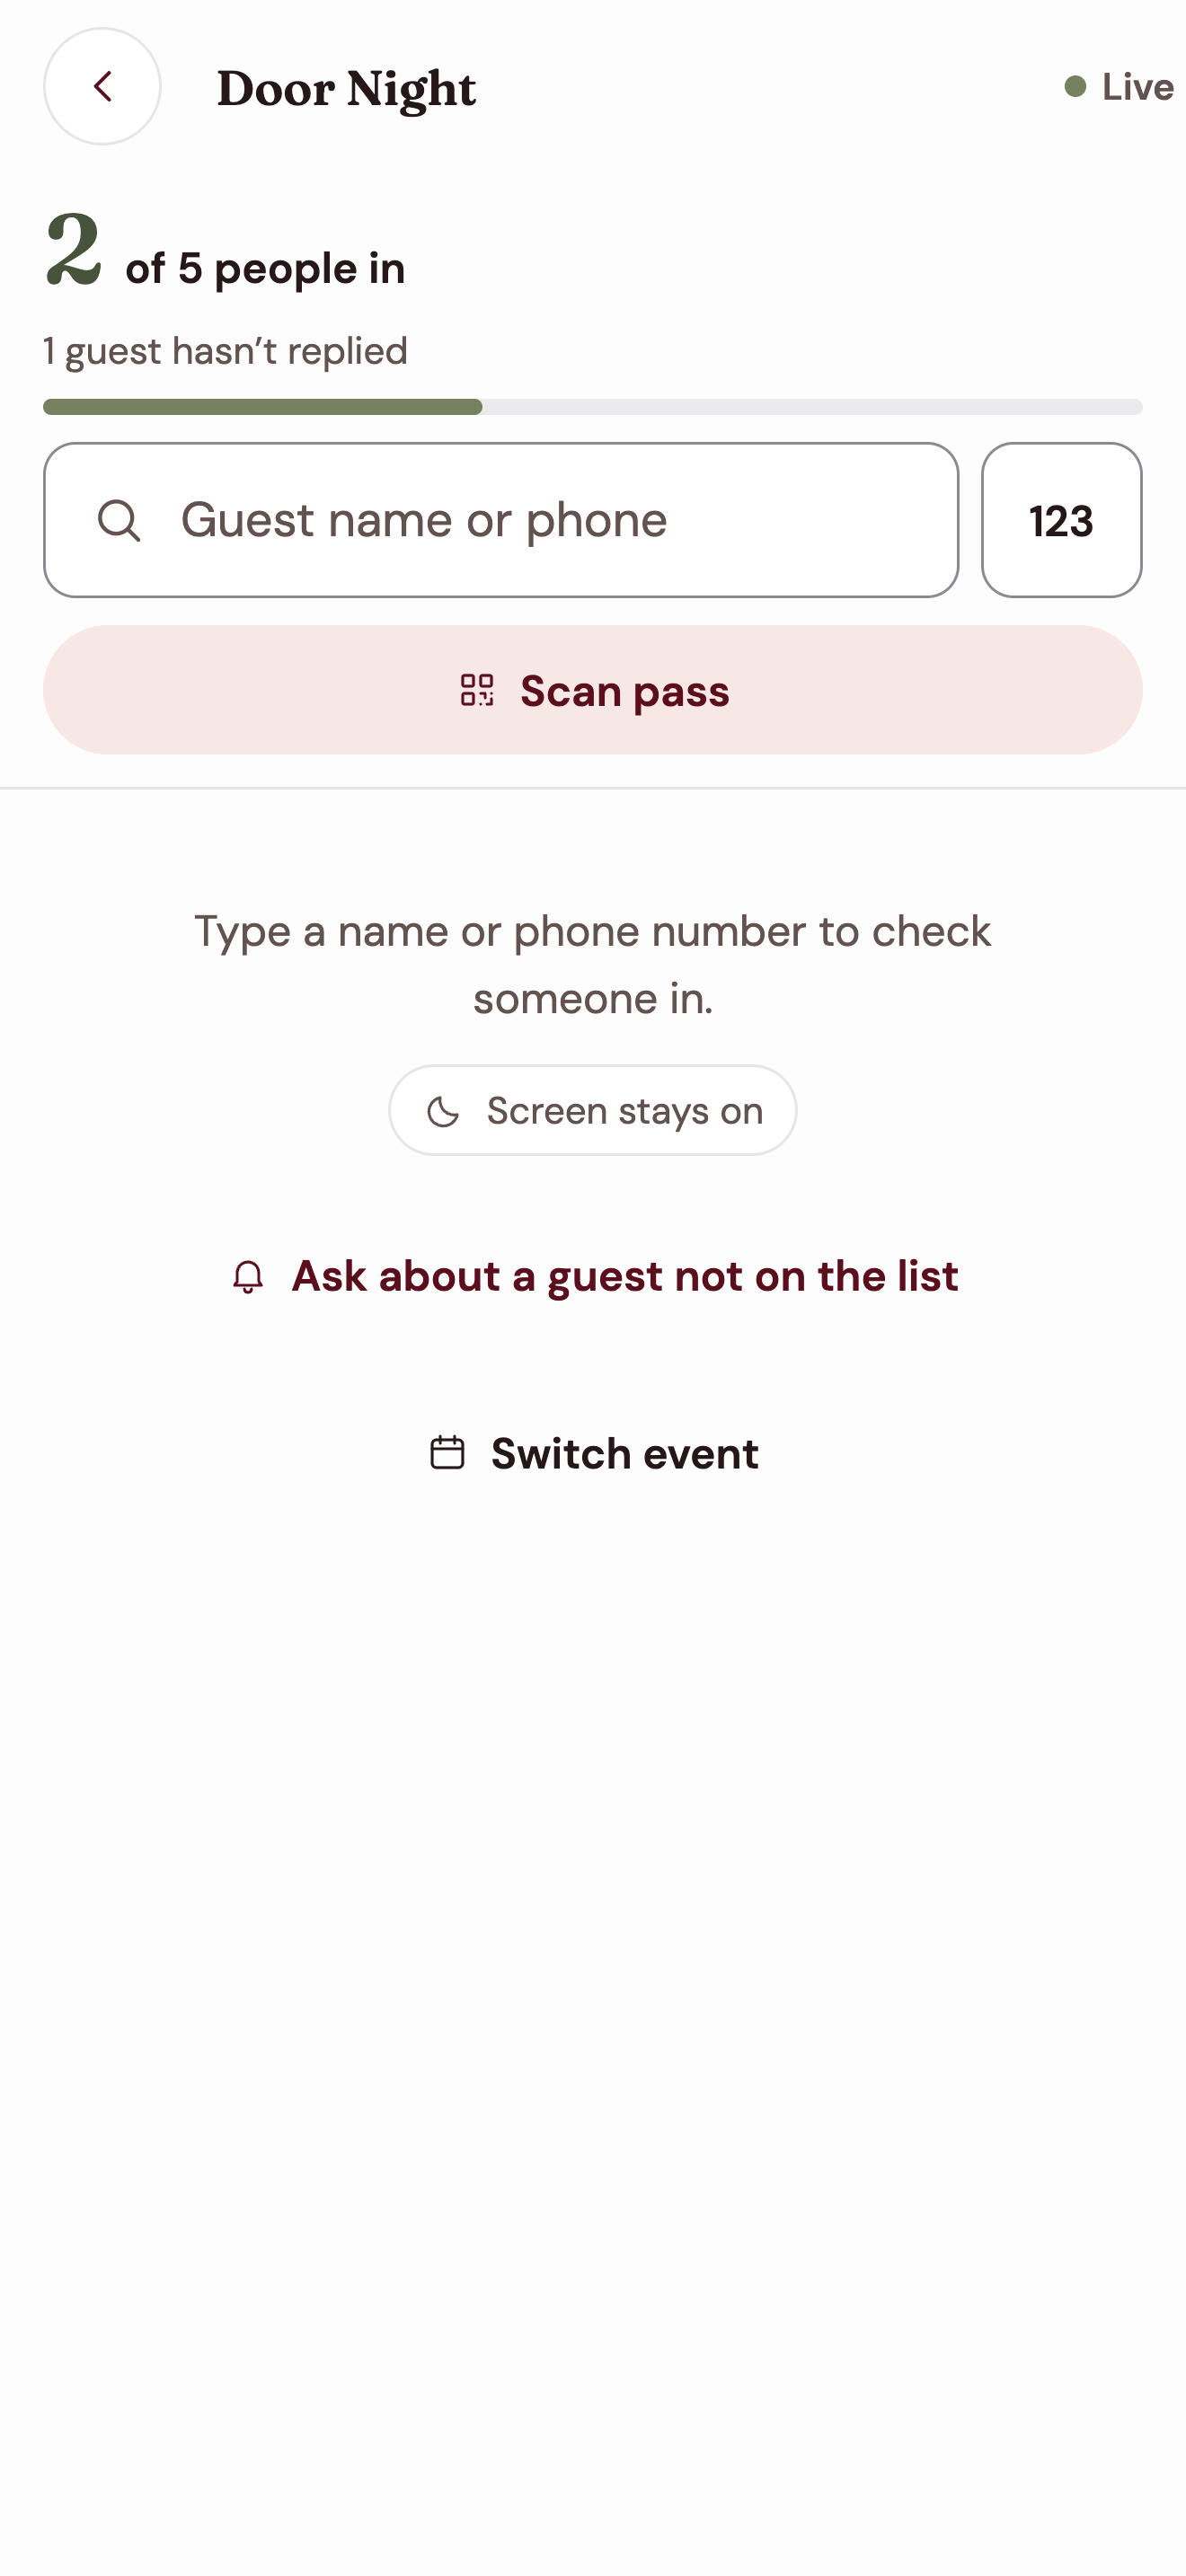 Door Night
Live
2 of 5 people in
1 guest hasn’t replied
Guest name or phone
123
Scan pass
Type a name or phone number to check
someone in.
Screen stays on
Ask about a guest not on the list
Switch event